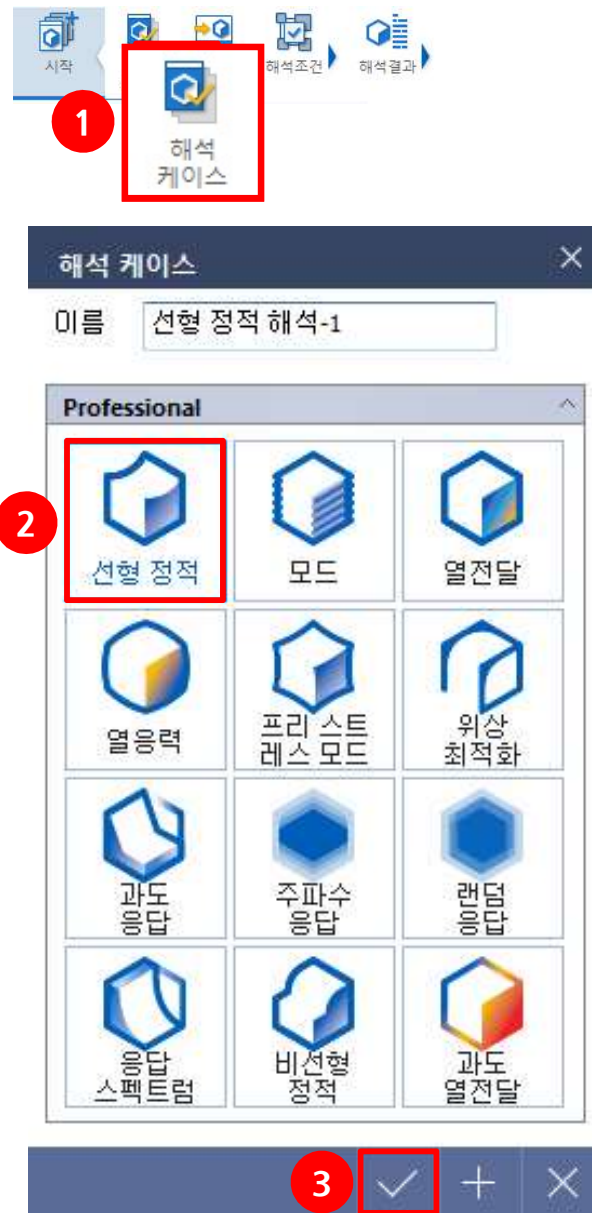 시작
해석조건
해석결과
1
해석
케이스
해석 케이스
이름
선형 정적 해석-1
Professional
2
선형 정적
모드
열전달
열응력
프리 스트
레스 모드
위상
최적화
과도
응답
주파수
응답
랜덤
응답
응답
스펙트럼
비선형
정적
과도
열전달
3